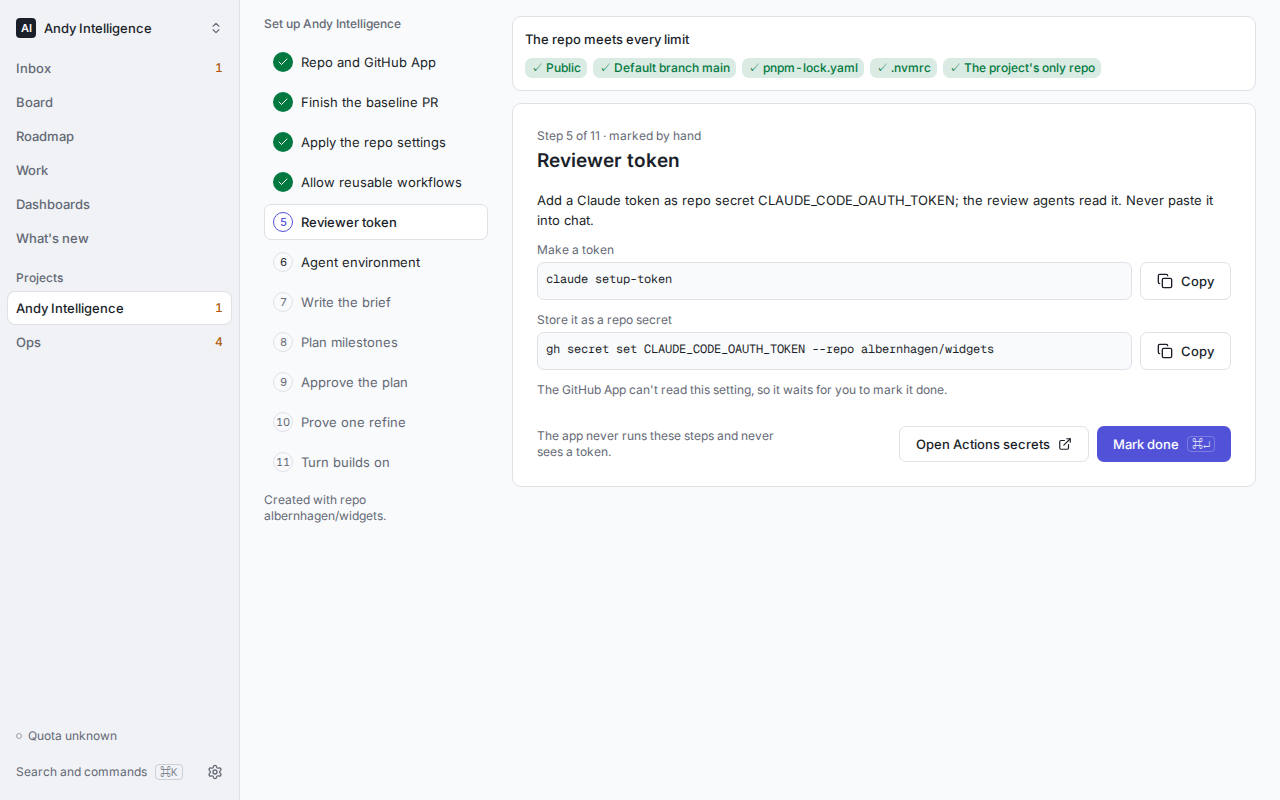 AI Andy Intelligence
Inbox 1
Board
Roadmap
Work
Dashboards
What's new
Projects
Andy Intelligence 1
Ops 4
Quota unknown
Search and commands ⌘K
Set up Andy Intelligence
Repo and GitHub App
Finish the baseline PR
Apply the repo settings
Allow reusable workflows
5 Reviewer token
6 Agent environment
7 Write the brief
8 Plan milestones
9 Approve the plan
10 Prove one refine
11 Turn builds on
Created with repo
albernhagen/widgets.
The repo meets every limit
✓ Public ✓ Default branch main ✓ pnpm-lock.yaml ✓ .nvmrc ✓ The project's only repo
Step 5 of 11 · marked by hand
Reviewer token
Add a Claude token as repo secret CLAUDE_CODE_OAUTH_TOKEN; the review agents read it. Never paste it
into chat.
Make a token
claude setup-token Copy
Store it as a repo secret
gh secret set CLAUDE_CODE_OAUTH_TOKEN --repo albernhagen/widgets Copy
The GitHub App can't read this setting, so it waits for you to mark it done.
The app never runs these steps and never
sees a token.
Open Actions secrets Mark done ⌘↵